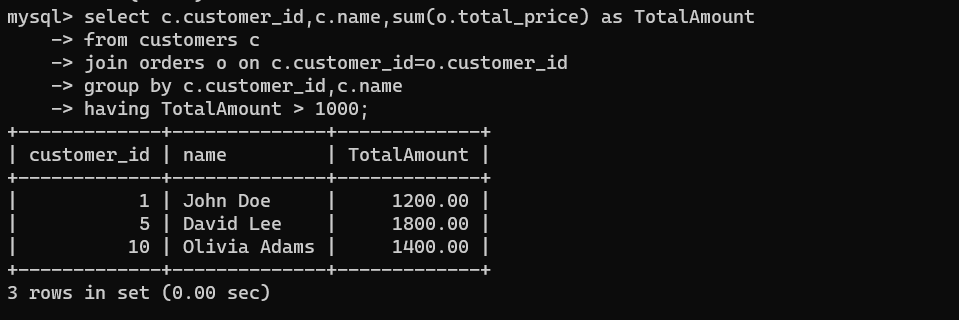 mysql> select c.customer_id,c.name,sum(o.total_price) as TotalAmount
    -> from customers c
    -> join orders o on c.customer_id=o.customer_id
    -> group by c.customer_id,c.name
    -> having TotalAmount > 1000;
+-------------+--------------+-------------+
| customer_id | name         | TotalAmount |
+-------------+--------------+-------------+
|           1 | John Doe     |     1200.00 |
|           5 | David Lee    |     1800.00 |
|          10 | Olivia Adams |     1400.00 |
+-------------+--------------+-------------+
3 rows in set (0.00 sec)